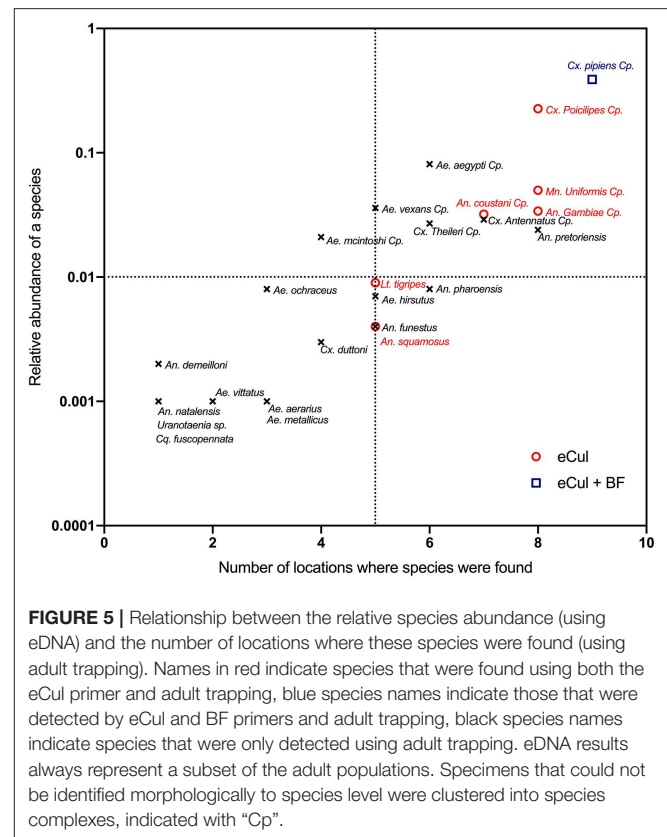 1
Cx. pipiens Cp.
Cx. Poicilipes Cp.
0.1
Ae. aegypti Cp.
Mn. Uniformis Cp.
An. coustani Cp.
Ae. vexans Cp.
An. Gambiae Cp.
Cx. Antennatus Cp.
Cx. Theileri Cp.
Ae. mcintoshi Cp.
An. pretoriensis
0.01
Lt. tigripes
Ae. ochraceus
An. pharoensis
Ae. hirsutus
An. funestus
An. squamosus
Cx. duttoni
An. demeilloni
Ae. vittatus
0.001
An. natalensis
Uranotaenia sp.
Cq. fuscopennata
Ae. aerarius
Ae. metallicus
eCul
eCul + BF
0.0001
0 2 4 6 8 10
Relative abundance of a species
Number of locations where species were found
FIGURE 5 | Relationship between the relative species abundance (using
eDNA) and the number of locations where these species were found (using
adult trapping). Names in red indicate species that were found using both the
eCul primer and adult trapping, blue species names indicate those that were
detected by eCul and BF primers and adult trapping, black species names
indicate species that were only detected using adult trapping. eDNA results
always represent a subset of the adult populations. Specimens that could not
be identified morphologically to species level were clustered into species
complexes, indicated with “Cp”.